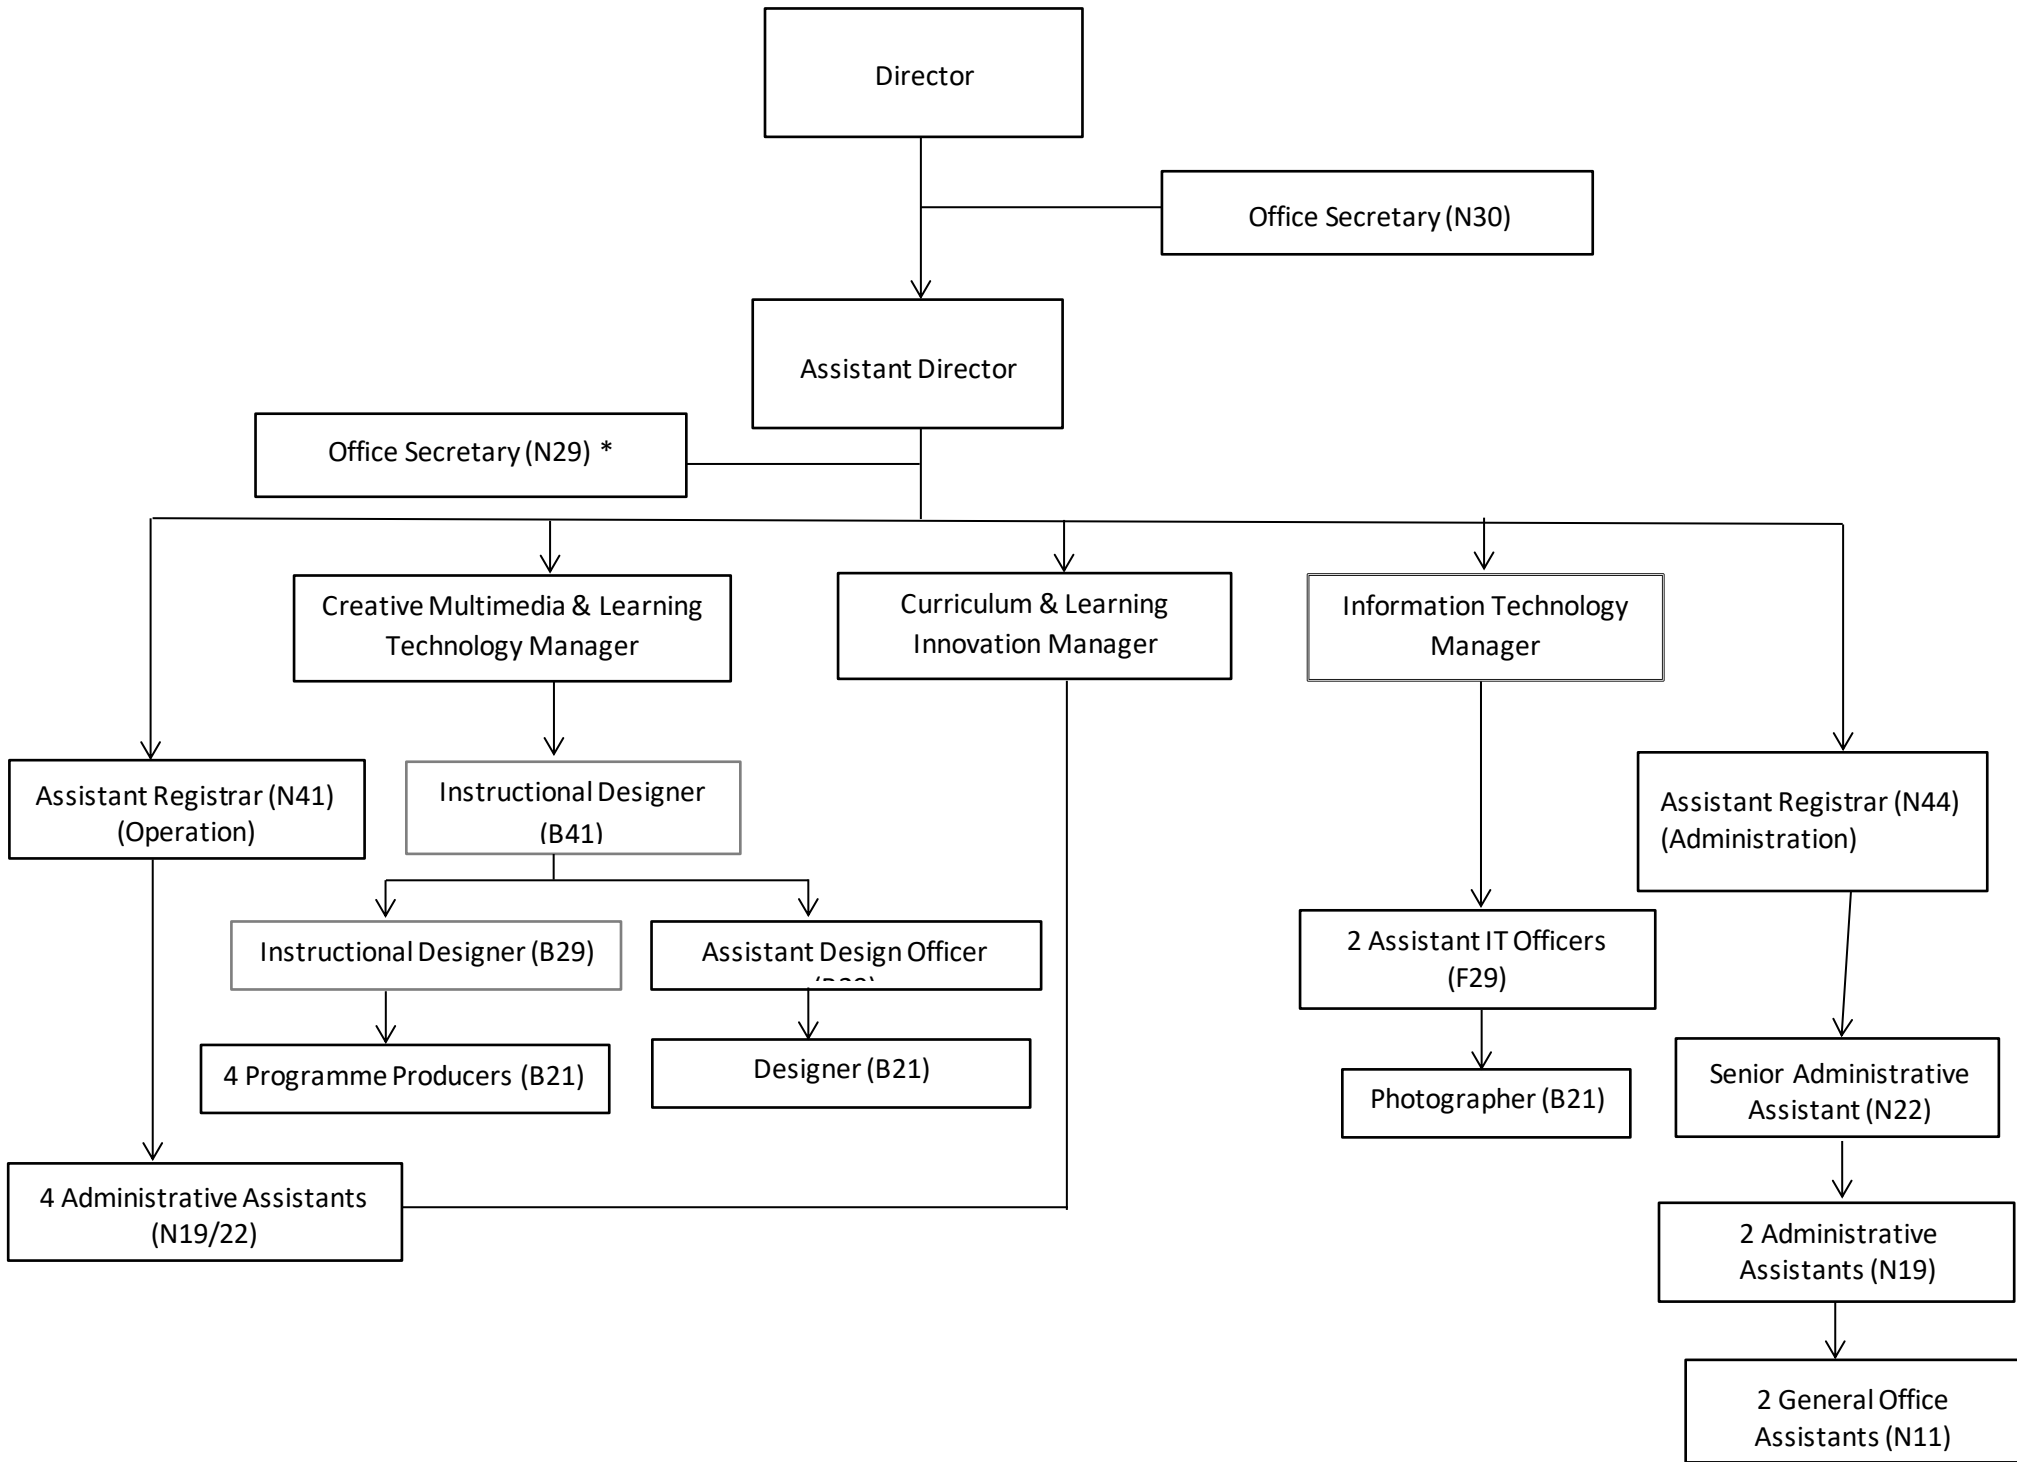 Director
Office Secretary (N30)
Assistant Director
Office Secretary (N29) *
Creative Multimedia & Learning
Technology Manager
Curriculum & Learning
Innovation Manager
Information Technology
Manager
Assistant Registrar (N41)
(Operation)
Instructional Designer
(B41)
Assistant Registrar (N44)
(Administration)
Instructional Designer (B29)
Assistant Design Officer
2 Assistant IT Officers
(F29)
4 Programme Producers (B21)
Designer (B21)
Photographer (B21)
Senior Administrative
Assistant (N22)
4 Administrative Assistants
(N19/22)
2 Administrative
Assistants (N19)
2 General Office
Assistants (N11)